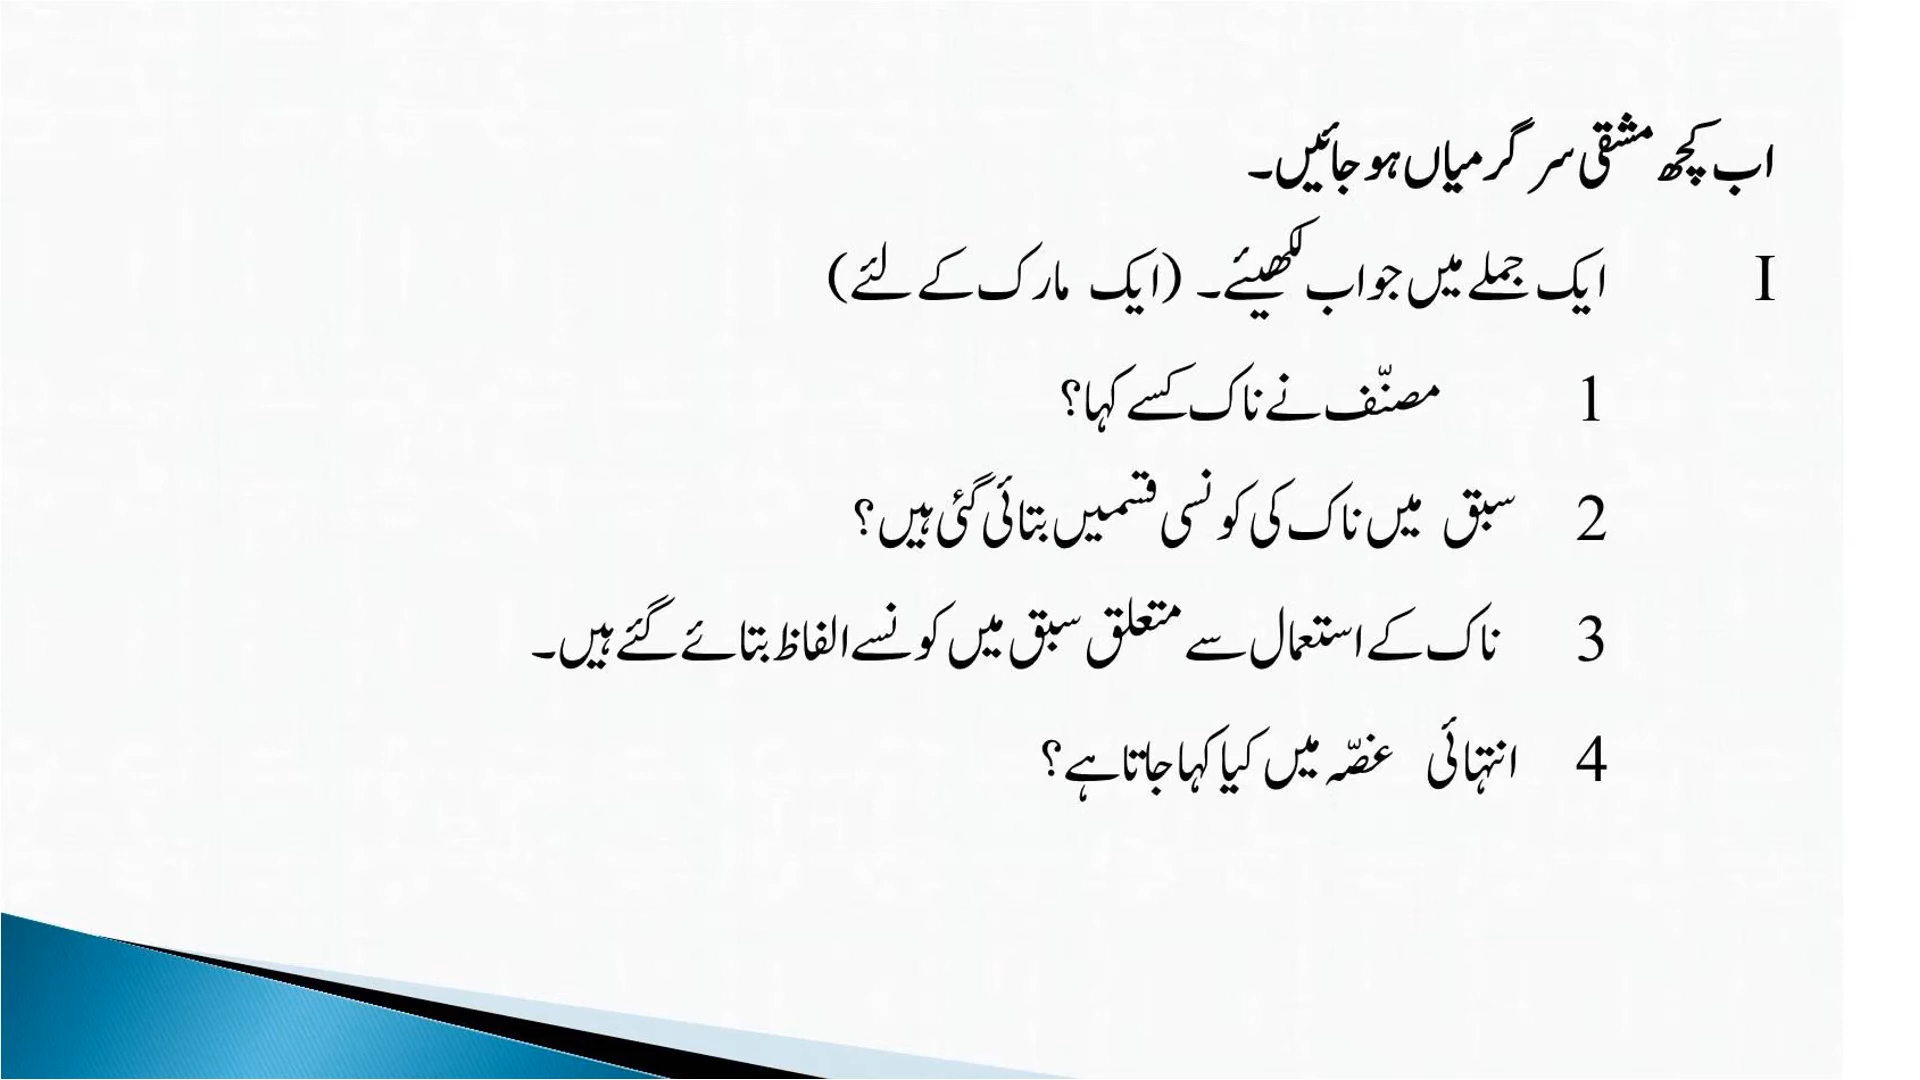 اب کچھ مشقی سر گرمیاں ہو جائیں۔
I ایک جملے میں جواب لکھیئے۔ (ایک مارک کے لئے)
1 مصنّف نے ناک کسے کہا؟
2 سبق میں ناک کی کونسی قسمیں بتائی گئی ہیں؟
3 ناک کے استعمال سے متعلق سبق میں کونسے الفاظ بتائے گئے ہیں۔
4 انتہائی غصّہ میں کیا کہا جاتا ہے؟